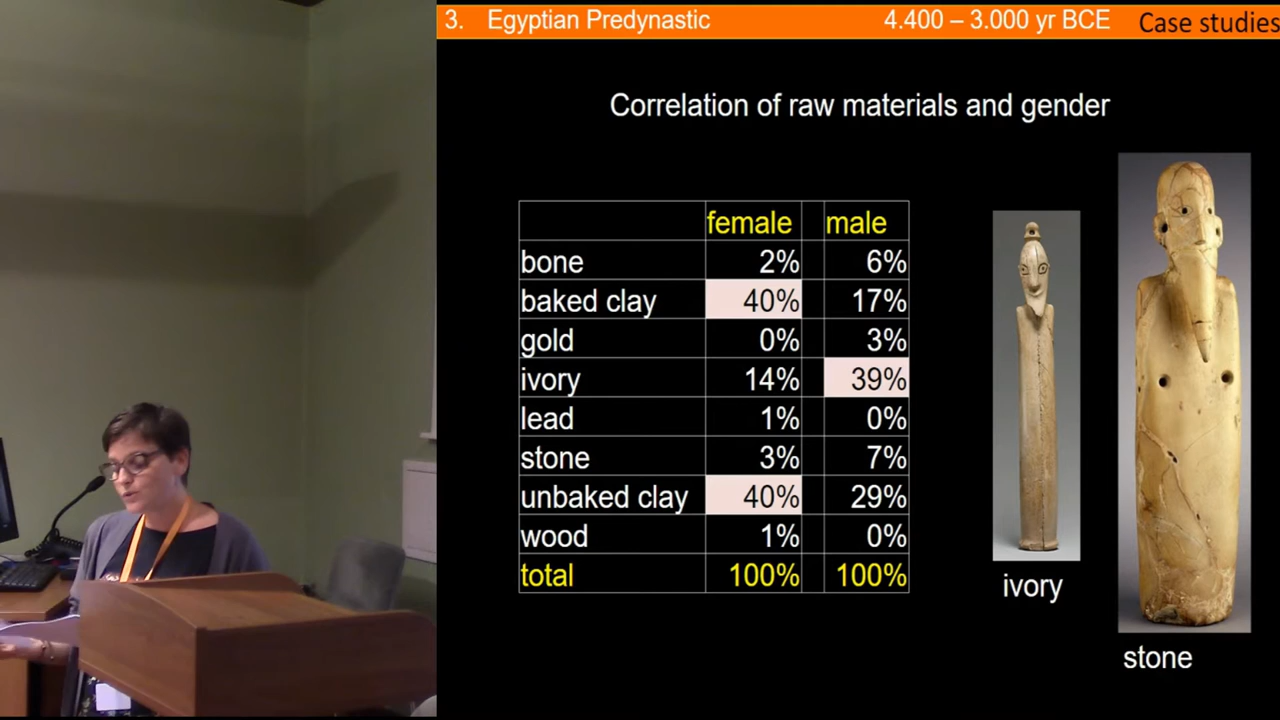 3. Egyptian Predynastic 4.400 – 3.000 yr BCE Case studies
Correlation of raw materials and gender
female male
bone 2% 6%
baked clay 40% 17%
gold 0% 3%
ivory 14% 39%
lead 1% 0%
stone 3% 7%
unbaked clay 40% 29%
wood 1% 0%
total 100% 100%
ivory
stone